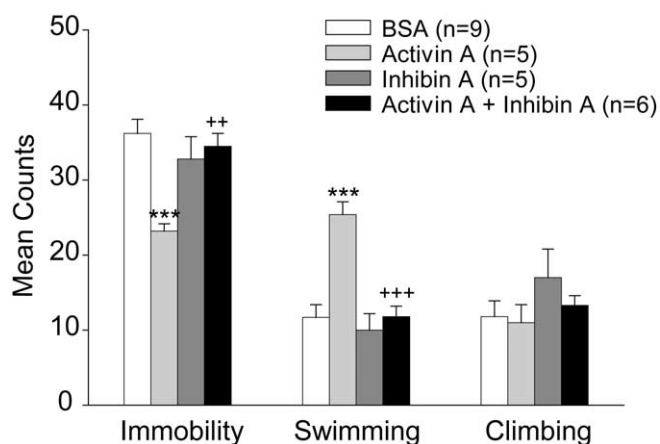 50
40
30
20
10
0
Mean Counts
BSA (n=9)
Activin A (n=5)
Inhibin A (n=5)
Activin A + Inhibin A (n=6)
***
++
***
+++
Immobility
Swimming
Climbing